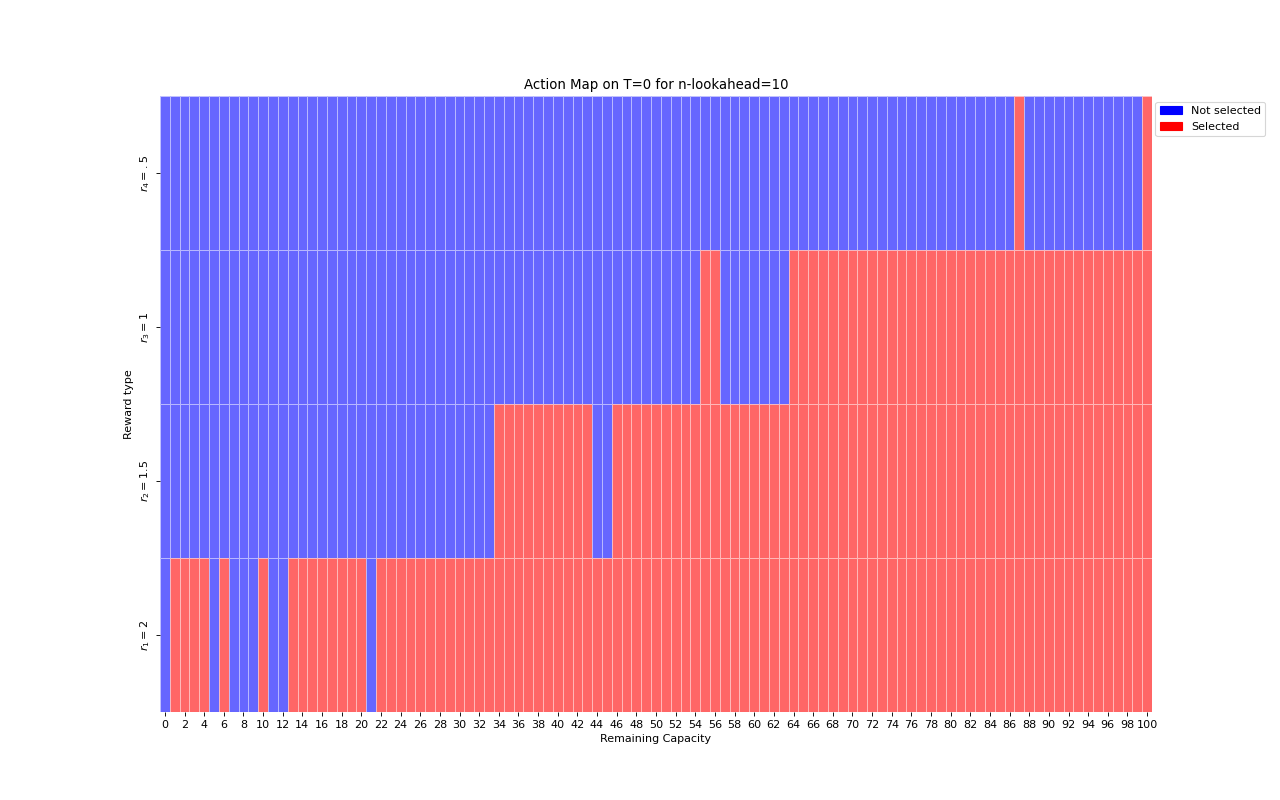 Action Map on T=0 for n-lookahead=10
Not selected
Selected
r₄ = .5
r₃ = 1
r₂ = 1.5
r₁ = 2
Reward type
0 2 4 6 8 10 12 14 16 18 20 22 24 26 28 30 32 34 36 38 40 42 44 46 48 50 52 54 56 58 60 62 64 66 68 70 72 74 76 78 80 82 84 86 88 90 92 94 96 98 100
Remaining Capacity